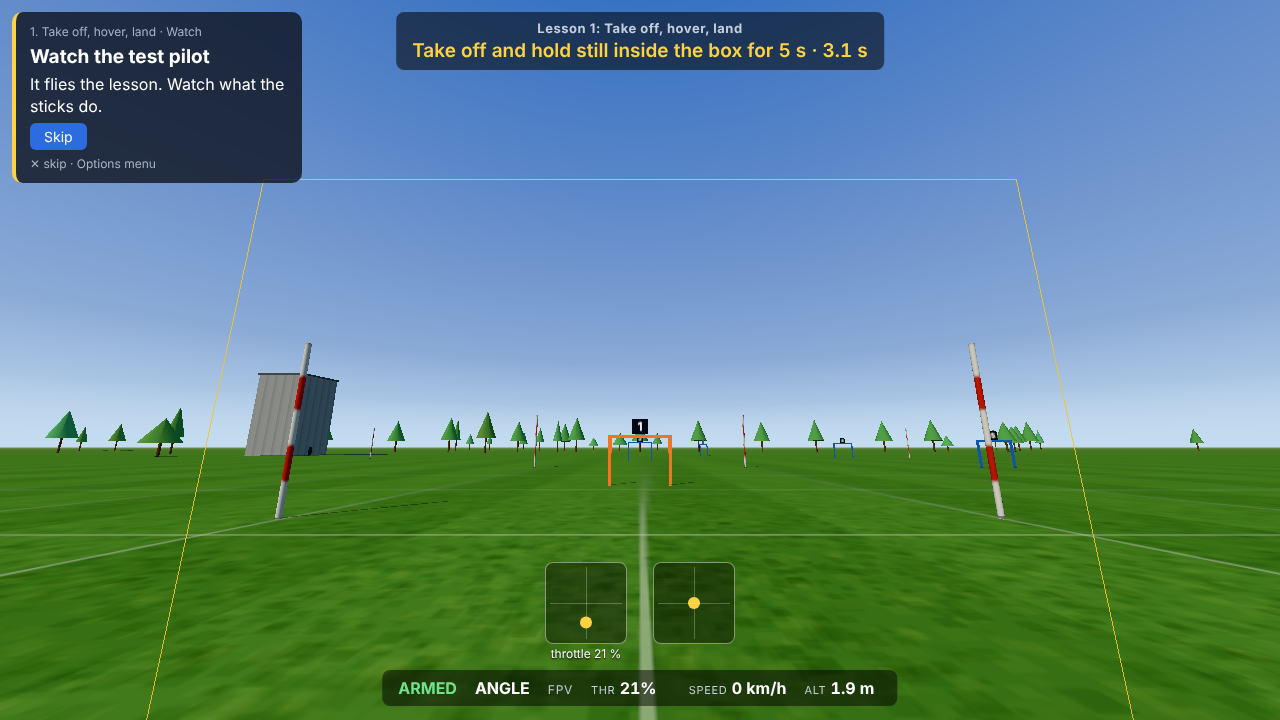 1. Take off, hover, land · Watch
Watch the test pilot
It flies the lesson. Watch what the
sticks do.
Skip
✕ skip · Options menu
Lesson 1: Take off, hover, land
Take off and hold still inside the box for 5 s · 3.1 s
1
throttle 21 %
ARMED ANGLE FPV THR 21% SPEED 0 km/h ALT 1.9 m